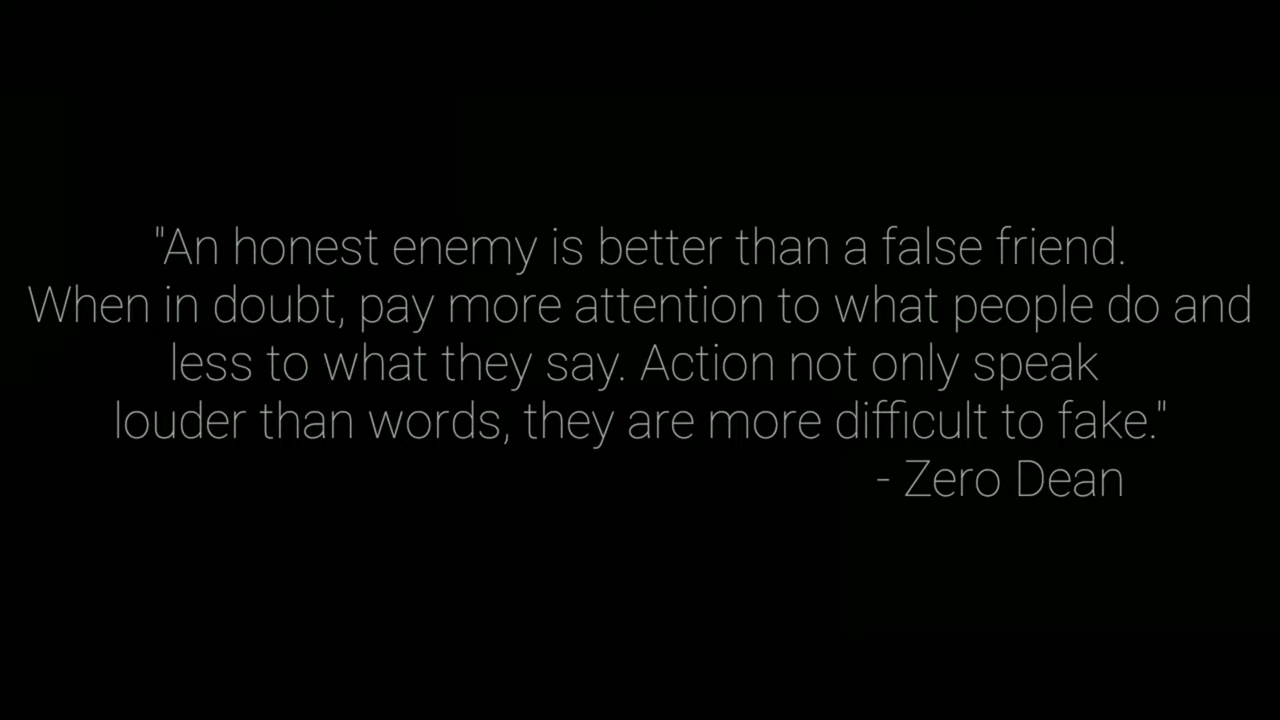 "An honest enemy is better than a false friend.
When in doubt, pay more attention to what people do and
less to what they say. Action not only speak
louder than words, they are more difficult to fake."
- Zero Dean